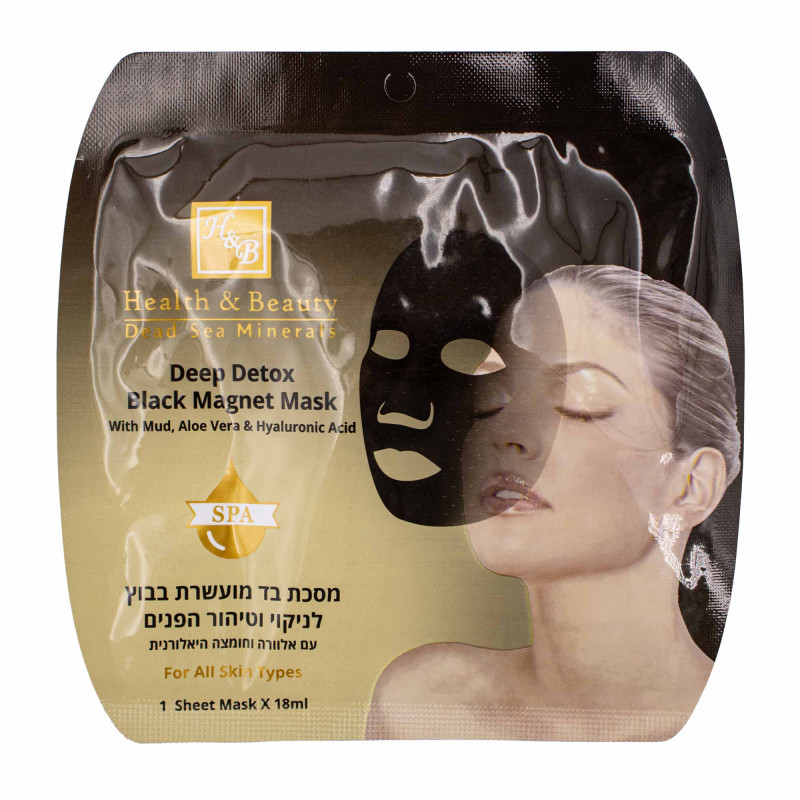 H&B
Health & Beauty
Dead Sea Minerals
Deep Detox
Black Magnet Mask
With Mud, Aloe Vera & Hyaluronic Acid
SPA
מסכת בד מועשרת בבוץ
לניקוי וטיהור הפנים
עם אלוורה וחומצה היאלורנית
For All Skin Types
1 Sheet Mask X 18ml